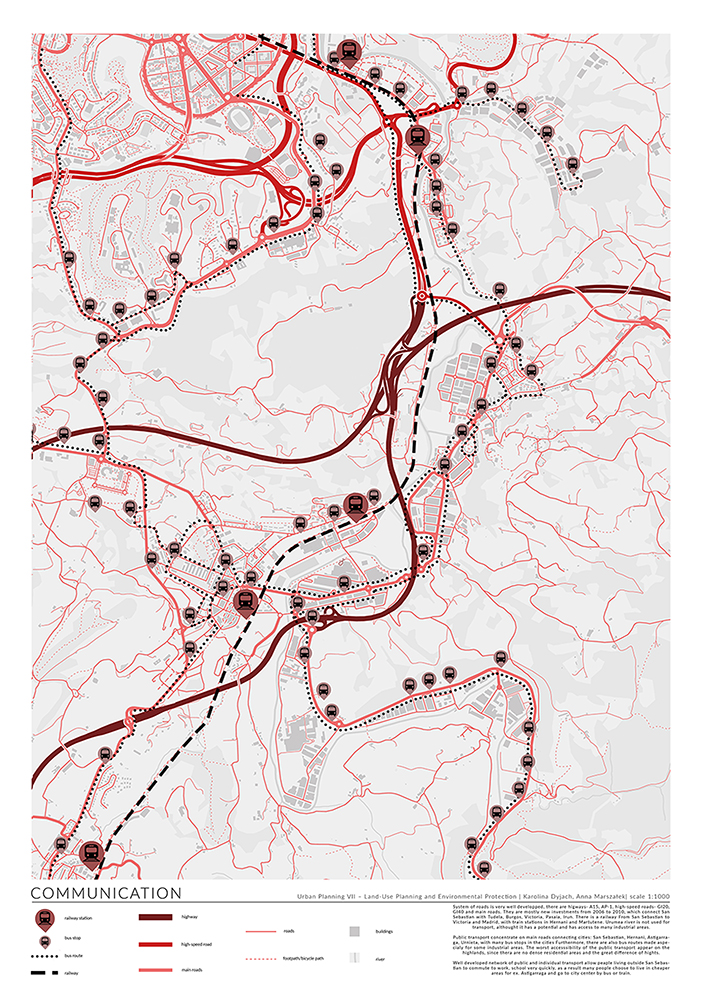 COMMUNICATION
Urban Planning VII – Land-Use Planning and Environmental Protection | Karolina Dyjach, Anna Marszałek| scale 1:1000
railway station
bus stop
bus route
railway
highway
high-speed road
main roads
roads
footpath/bicycle path
buildings
river
System of roads is very well developped, there are higways- A15, AP-1, high-speed roads- GI20,
GI40 and main roads. They are mostly new investments from 2006 to 2010, which connect San
Sebastian with Tudela, Burgos, Victoria, Pasaia, Irun. There is a railway From San Sebastian to
Victoria and Madrid, with train stations in Hernani and Martutene. Urumea river is not used as
transport, althought it has a potential and has access to many industrial areas.
Public transport concentrate on main roads connecting cities: San Sebastian, Hernani, Astigarra-
ga, Urnieta, with many bus stops in the cities Furthermore, there are also bus routes made espe-
cialy for some industrial areas. The worst accessibility of the public transport appear on the
highlands, since thera are no dense residential areas and the great difference of hights.
Well developed network of public and individual transport allow people living outside San Sebas-
tian to commute to work, school very quickly, as a result many people choose to live in cheaper
areas for ex. Astigarraga and go to city center by bus or train.